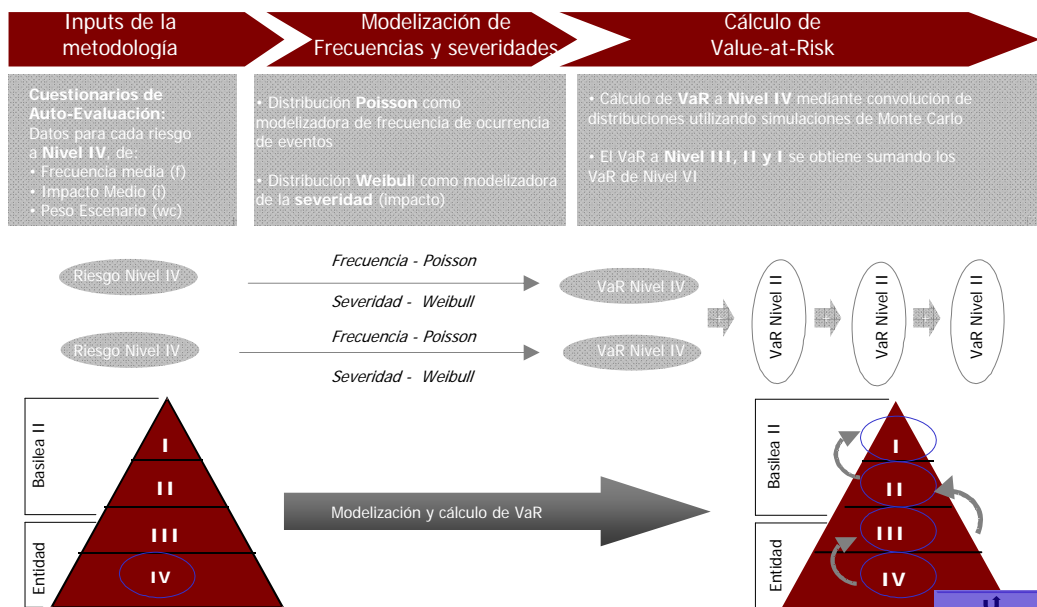 Inputs de la
metodología
Modelización de
Frecuencias y severidades
Cálculo de
Value-at-Risk
Cuestionarios de
Auto-Evaluación:
Datos para cada riesgo
a Nivel IV, de:
• Frecuencia media (f)
• Impacto Medio (i)
• Peso Escenario (wc)
• Distribución Poisson como
modelizadora de frecuencia de ocurrencia
de eventos
• Distribución Weibull como modelizadora
de la severidad (impacto)
• Cálculo de VaR a Nivel IV mediante convolución de
distribuciones utilizando simulaciones de Monte Carlo
• El VaR a Nivel III, II y I se obtiene sumando los
VaR de Nivel VI
Riesgo Nivel IV
Frecuencia - Poisson
Severidad - Weibull
VaR Nivel IV
Riesgo Nivel IV
Frecuencia - Poisson
Severidad - Weibull
VaR Nivel IV
VaR Nivel II
VaR Nivel II
VaR Nivel II
Basilea II
Entidad
I
II
III
IV
Modelización y cálculo de VaR
Basilea II
Entidad
I
II
III
IV